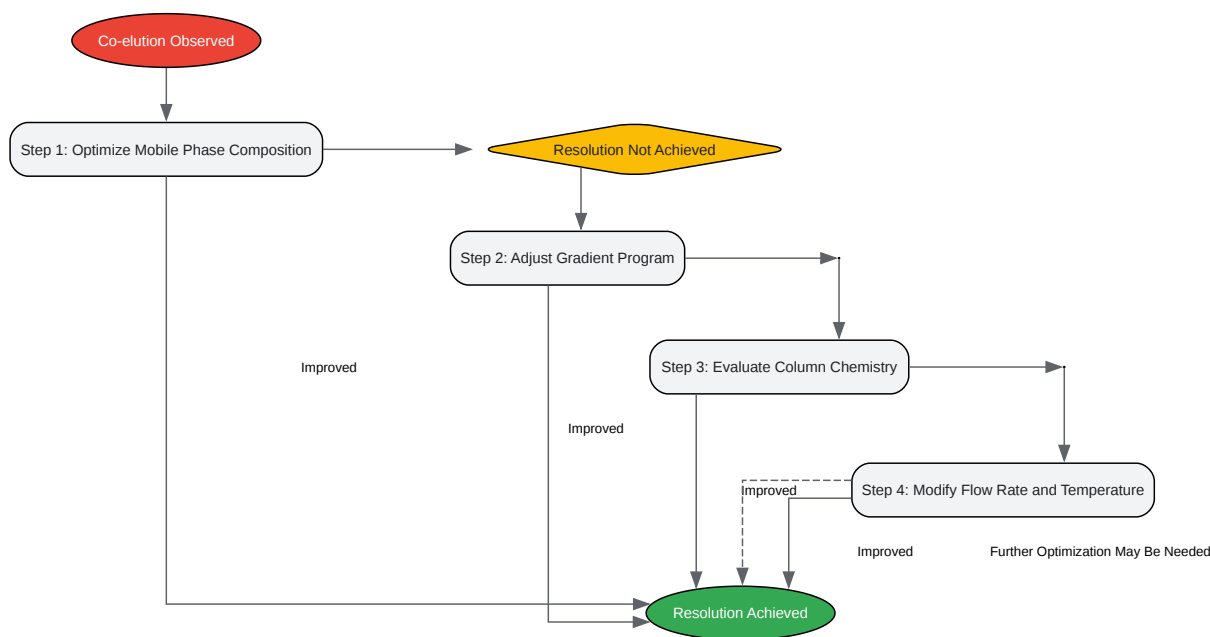 Co-elution Observed
Step 1: Optimize Mobile Phase Composition
Resolution Not Achieved
Step 2: Adjust Gradient Program
Improved
Step 3: Evaluate Column Chemistry
Improved
Improved
Step 4: Modify Flow Rate and Temperature
Improved
Further Optimization May Be Needed
Resolution Achieved